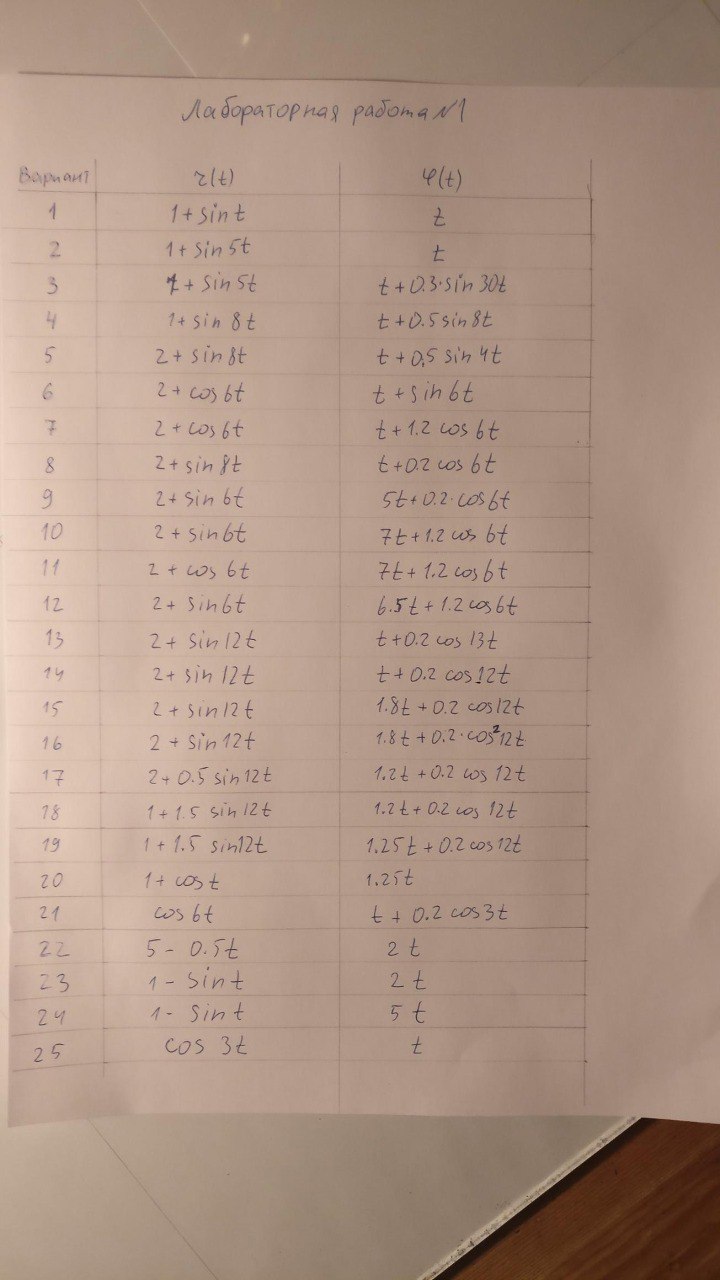 Лабораторная работа №1
Вариант r(t) φ(t)
1 1 + sin t t
2 1 + sin 5t t
3 1 + sin 5t t + 0.3·sin 30t
4 1 + sin 8t t + 0.5 sin 8t
5 2 + sin 8t t + 0,5 sin 4t
6 2 + cos 6t t + sin 6t
7 2 + cos 6t t + 1.2 cos 6t
8 2 + sin 8t t + 0.2 cos 6t
9 2 + sin 6t 5t + 0.2·cos 6t
10 2 + sin 6t 7t + 1.2 cos 6t
11 2 + cos 6t 7t + 1.2 cos 6t
12 2 + sin 6t 6.5t + 1.2 cos 6t
13 2 + sin 12t t + 0.2 cos 13t
14 2 + sin 12t t + 0.2 cos 12t
15 2 + sin 12t 1.8t + 0.2 cos 12t
16 2 + sin 12t 1.8t + 0.2·cos² 12t
17 2 + 0.5 sin 12t 1.2t + 0.2 cos 12t
18 1 + 1.5 sin 12t 1.2t + 0.2 cos 12t
19 1 + 1.5 sin 12t 1.25t + 0.2 cos 12t
20 1 + cos t 1.25t
21 cos 6t t + 0.2 cos 3t
22 5 - 0.5t 2t
23 1 - sin t 2t
24 1 - sin t 5t
25 cos 3t t